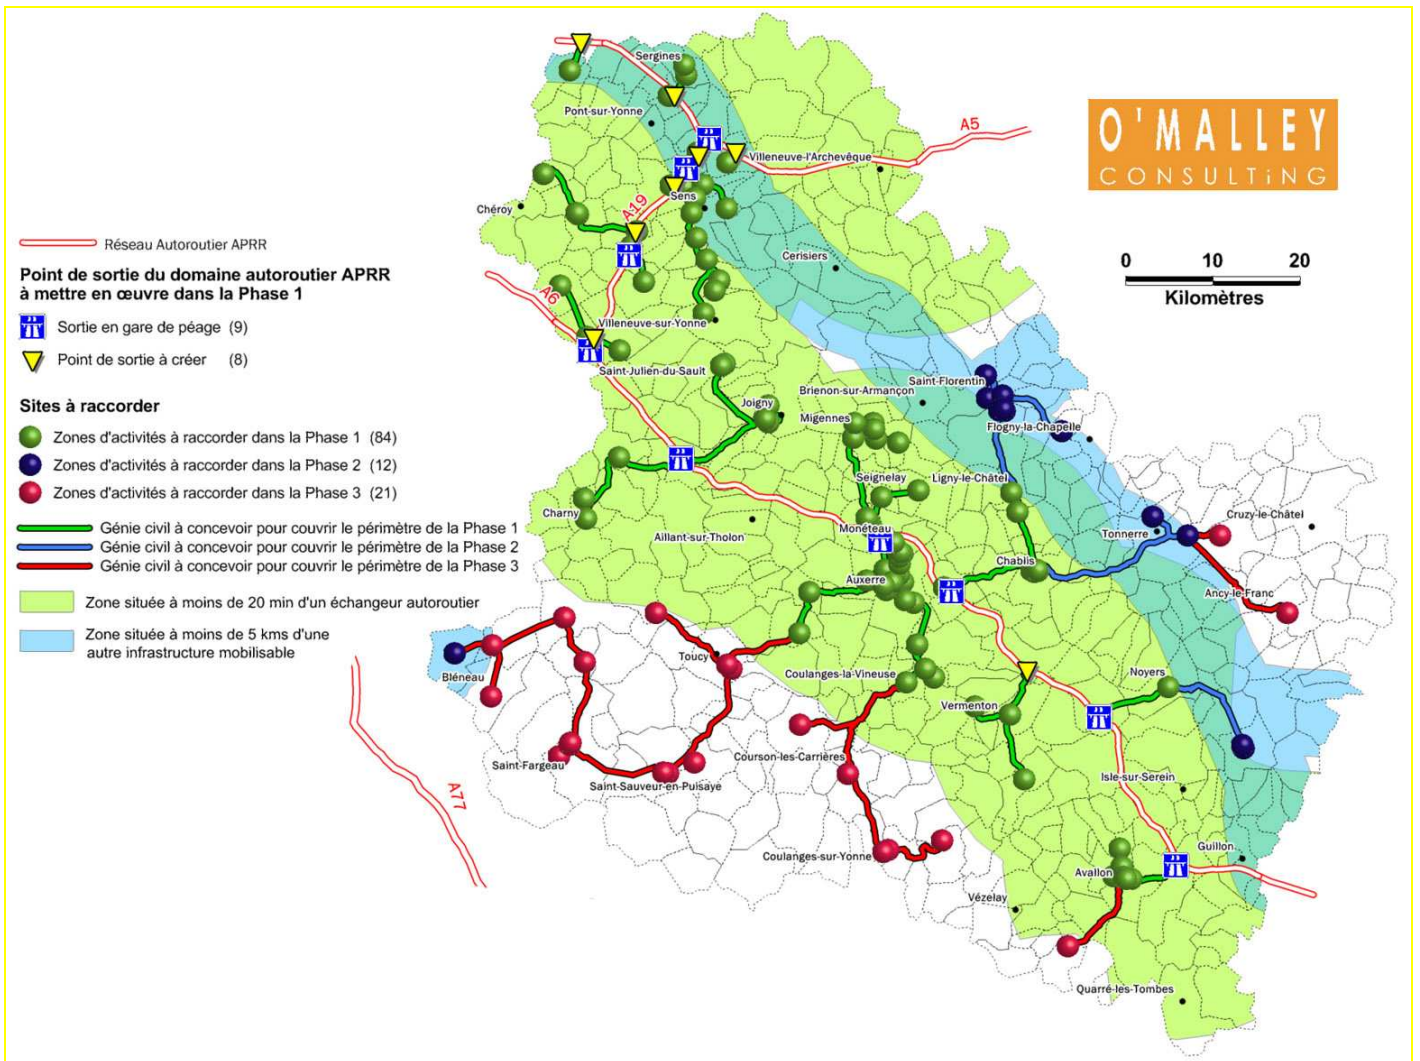 Réseau Autoroutier APRR
Point de sortie du domaine autoroutier APRR
à mettre en œuvre dans la Phase 1
Sortie en gare de péage (9)
Point de sortie à créer (8)
Sites à raccorder
Zones d'activités à raccorder dans la Phase 1 (84)
Zones d'activités à raccorder dans la Phase 2 (12)
Zones d'activités à raccorder dans la Phase 3 (21)
Génie civil à concevoir pour couvrir le périmètre de la Phase 1
Génie civil à concevoir pour couvrir le périmètre de la Phase 2
Génie civil à concevoir pour couvrir le périmètre de la Phase 3
Zone située à moins de 20 min d'un échangeur autoroutier
Zone située à moins de 5 kms d'une
autre infrastructure mobilisable
O'MALLEY
CONSULTiNG
0 10 20
Kilomètres
Sergines
Pont-sur-Yonne
A5
Villeneuve-l'Archevêque
Sens
Chéroy
A19
Cerisiers
A6
Villeneuve-sur-Yonne
Saint-Julien-du-Sault
Saint-Florentin
Brienon-sur-Armançon
Joigny
Migennes
Flogny-la-Chapelle
Seignelay
Ligny-le-Châtel
Charny
Cruzy-le-Châtel
Monéteau
Tonnerre
Aillant-sur-Tholon
Chablis
Auxerre
Ancy-le-Franc
Toucy
Bléneau
Coulanges-la-Vineuse
Noyers
Vermenton
Courson-les-Carrières
Saint-Fargeau
Isle-sur-Serein
Saint-Sauveur-en-Puisaye
A77
Guillon
Coulanges-sur-Yonne
Avallon
Vézelay
Quarré-les-Tombes